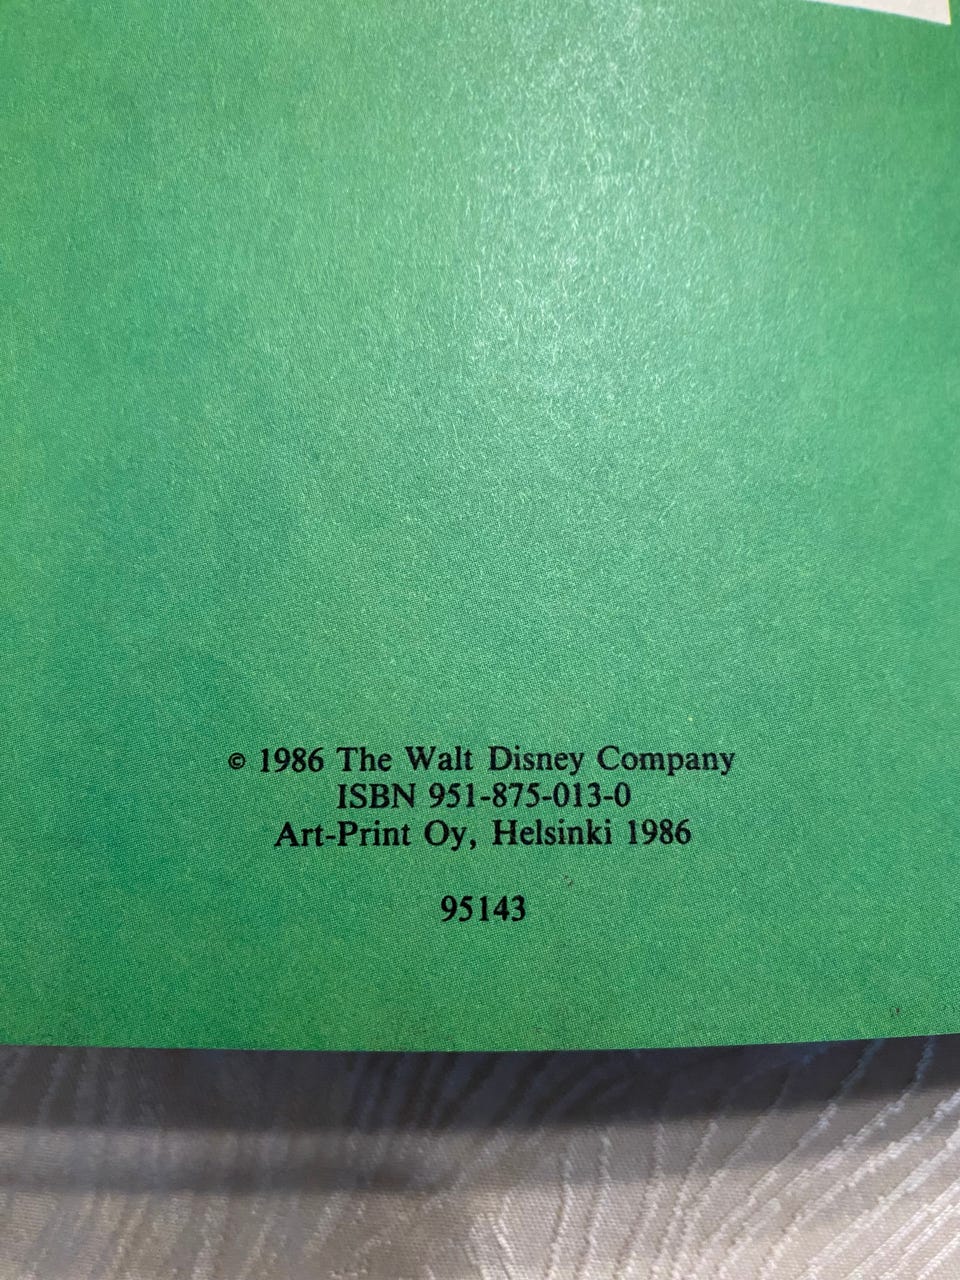 © 1986 The Walt Disney Company
ISBN 951-875-013-0
Art-Print Oy, Helsinki 1986
95143